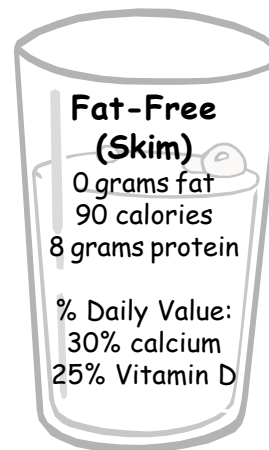 Fat-Free
(Skim)
0 grams fat
90 calories
8 grams protein
% Daily Value:
30% calcium
25% Vitamin D